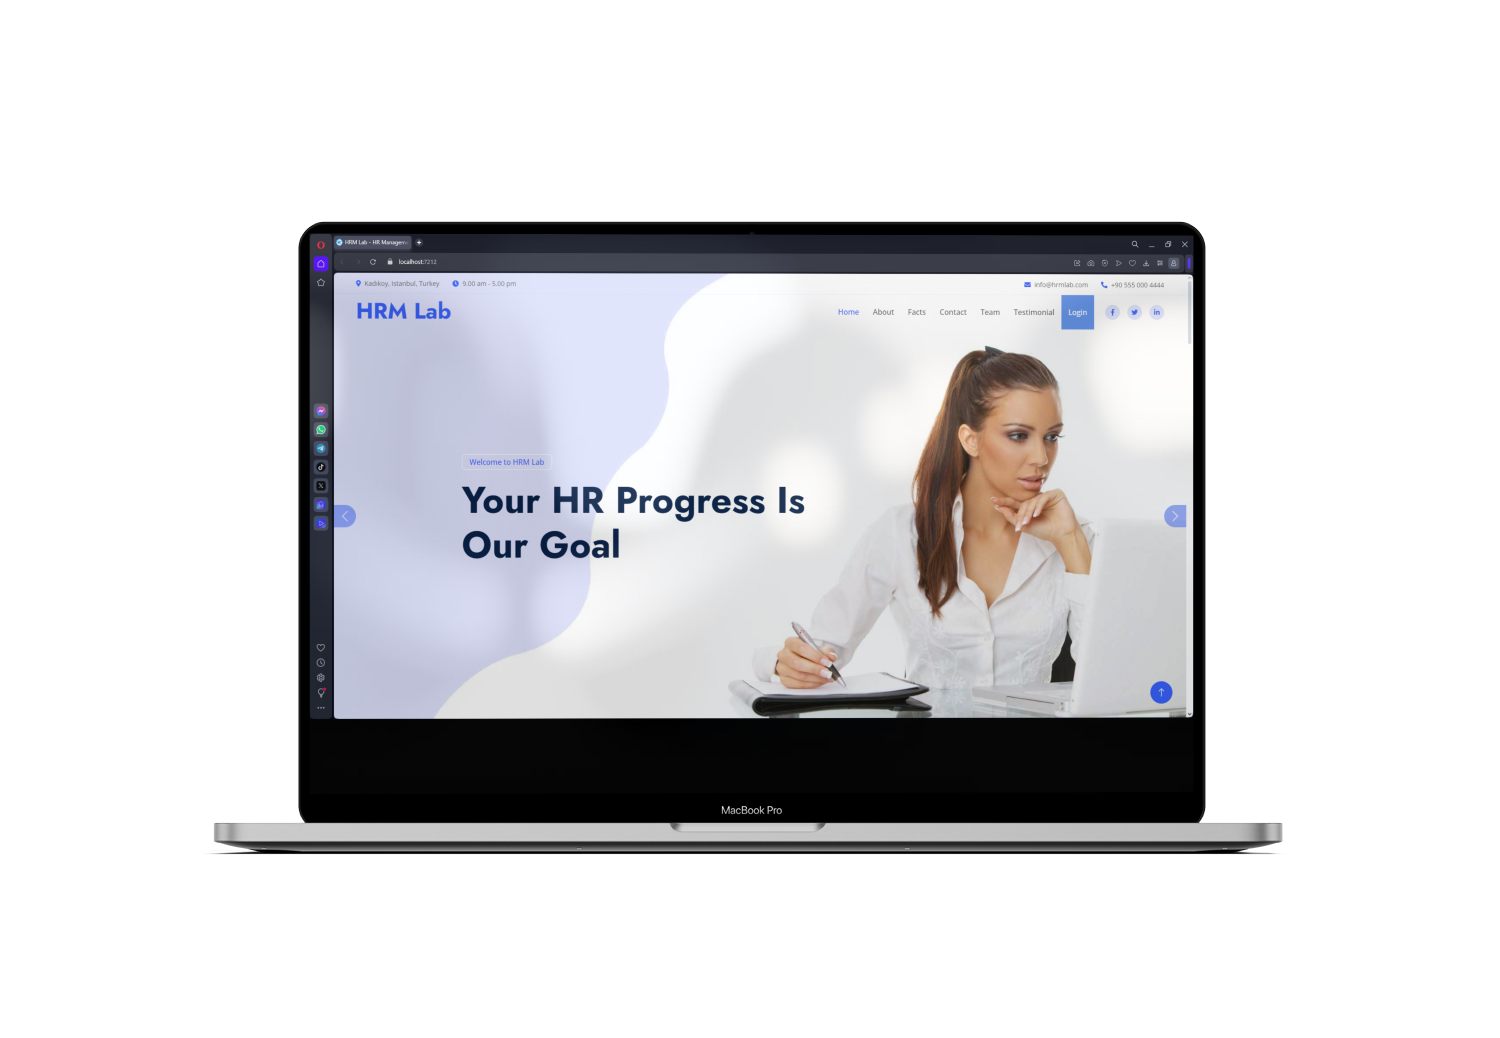 HRM Lab - HR Managem
localhost:7212
Kadıkoy, Istanbul, Turkey
9.00 am - 5.00 pm
info@hrmlab.com
+90 555 000 4444
HRM Lab
Home
About
Facts
Contact
Team
Testimonial
Login
Welcome to HRM Lab
Your HR Progress Is
Our Goal
MacBook Pro